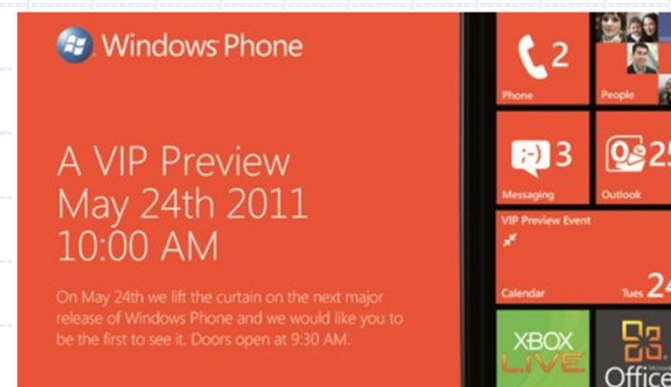 Windows Phone
A VIP Preview
May 24th 2011
10:00 AM
On May 24th we lift the curtain on the next major
release of Windows Phone and we would like you to
be the first to see it. Doors open at 9:30 AM.
2
Phone
People
;-) 3
Messaging
25
Outlook
VIP Preview Event
Calendar
Tues 24
XBOX
LIVE
Office